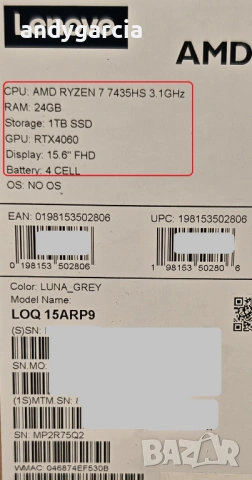 Lenovo
книгария
AMD
CPU: AMD RYZEN 7 7435HS 3.1GHz
RAM: 24GB
Storage: 1TB SSD
GPU: RTX4060
Display: 15.6" FHD
Battery: 4 CELL
OS: NO OS
EAN: 0198153502806
UPC: 198153502806
0 198153 502806
1 98153 50280 6
Color: LUNA_GREY
Model Name:
LOQ 15ARP9
(S)SN:
SN.MO:
(1S)MTM.SN:
SN: MP2R75Q2
WMAC: 046874EF530B
BAZAR